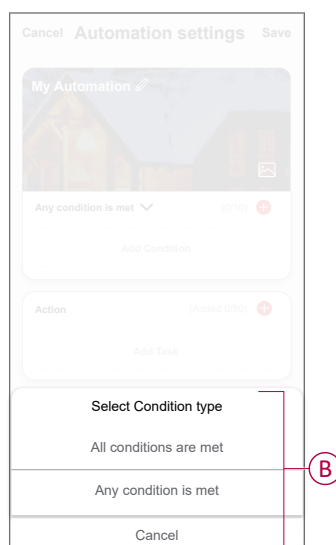 Cancel Automation settings Save
My Automation
Any condition is met (0/10)
Add Condition
Action (Added 0/50)
Add Task
Select Condition type
All conditions are met
Any condition is met
Cancel
B